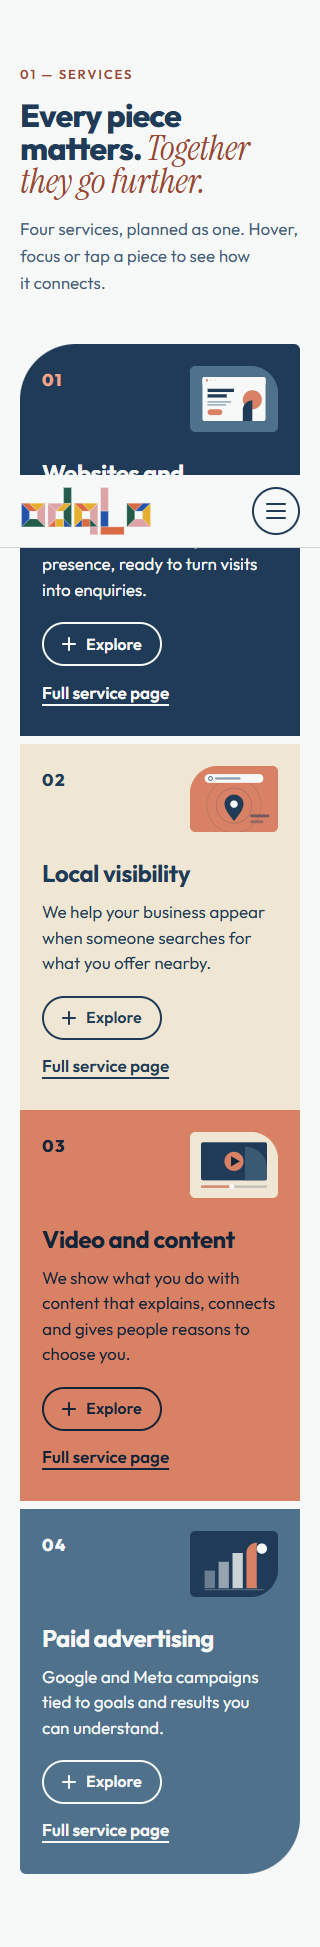 01 — SERVICES
Every piece
matters. Together
they go further.
Four services, planned as one. Hover,
focus or tap a piece to see how
it connects.
01
Websites and
presence, ready to turn visits
into enquiries.
+ Explore
Full service page
02
Local visibility
We help your business appear
when someone searches for
what you offer nearby.
+ Explore
Full service page
03
Video and content
We show what you do with
content that explains, connects
and gives people reasons to
choose you.
+ Explore
Full service page
04
Paid advertising
Google and Meta campaigns
tied to goals and results you
can understand.
+ Explore
Full service page